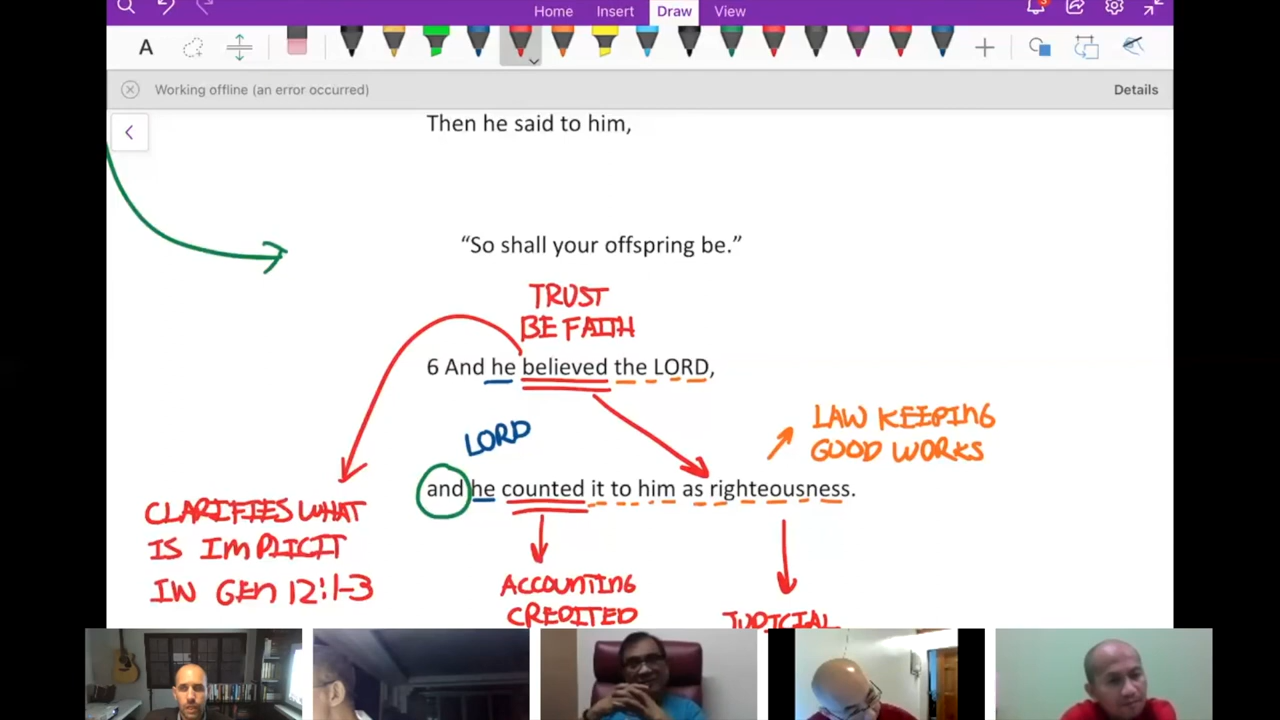 Home Insert Draw View
A
Working offline (an error occurred) Details
Then he said to him,
“So shall your offspring be.”
TRUST
BE FAITH
6 And he believed the LORD,
LAW KEEPING
GOOD WORKS
LORD
and he counted it to him as righteousness.
CLARIFIES WHAT
IS IMPLICIT
IN GEN 12:1-3
ACCOUNTING
CREDITED
JUDICIAL